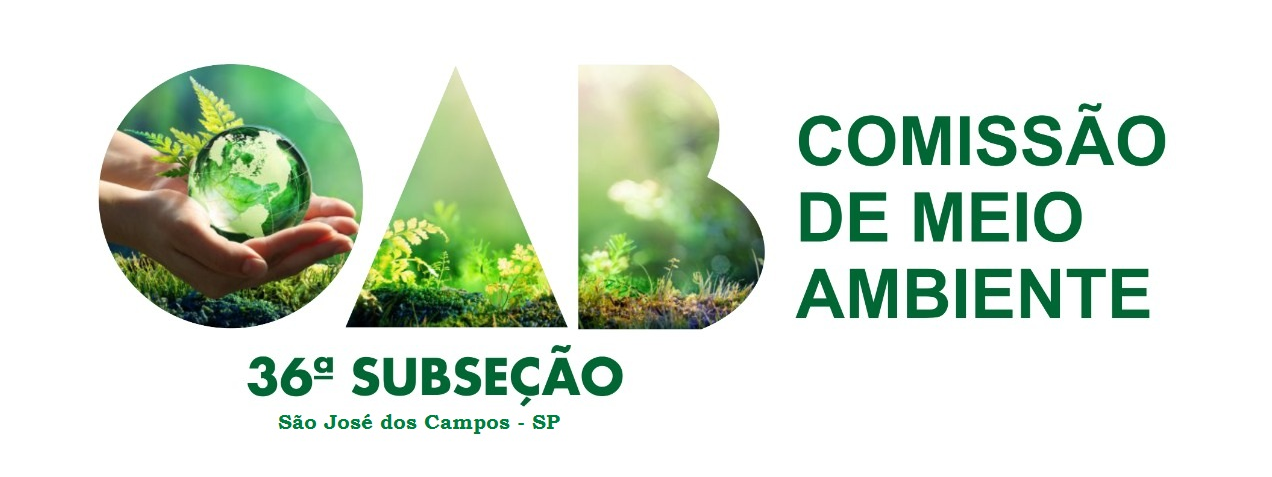 OAB
COMISSÃO
DE MEIO
AMBIENTE
36ª SUBSEÇÃO
São José dos Campos - SP